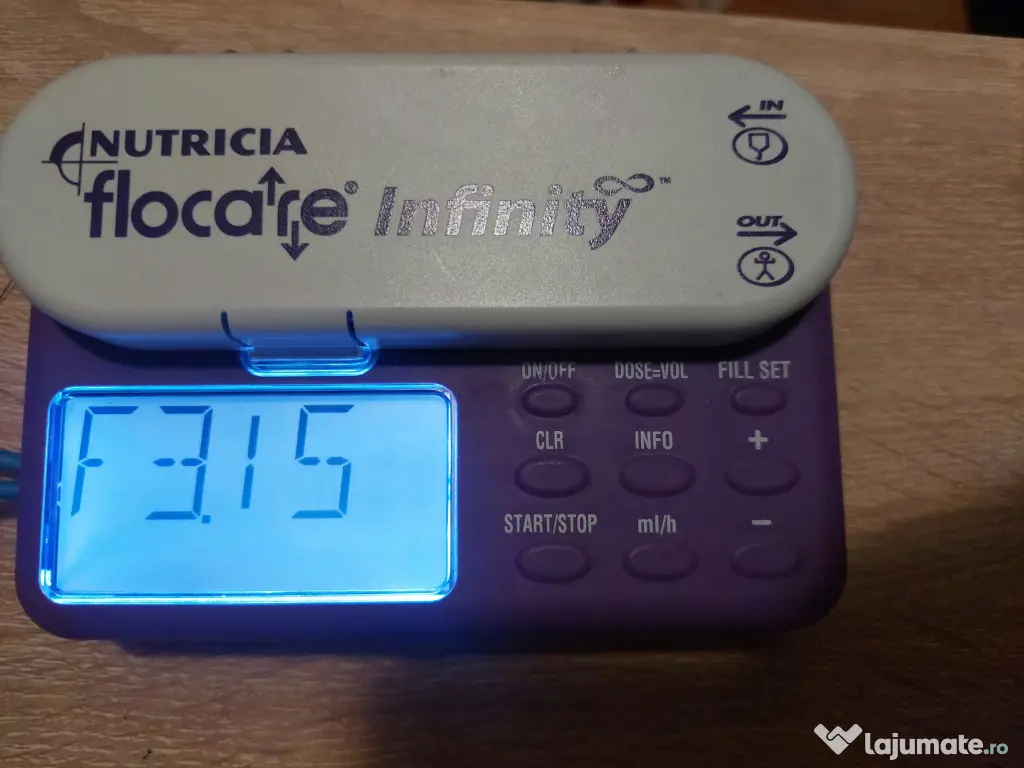 NUTRICIA
flocare® Infinity™
IN
OUT
F3.15
ON/OFF DOSE=VOL FILL SET
CLR INFO +
START/STOP ml/h −
lajumate.ro